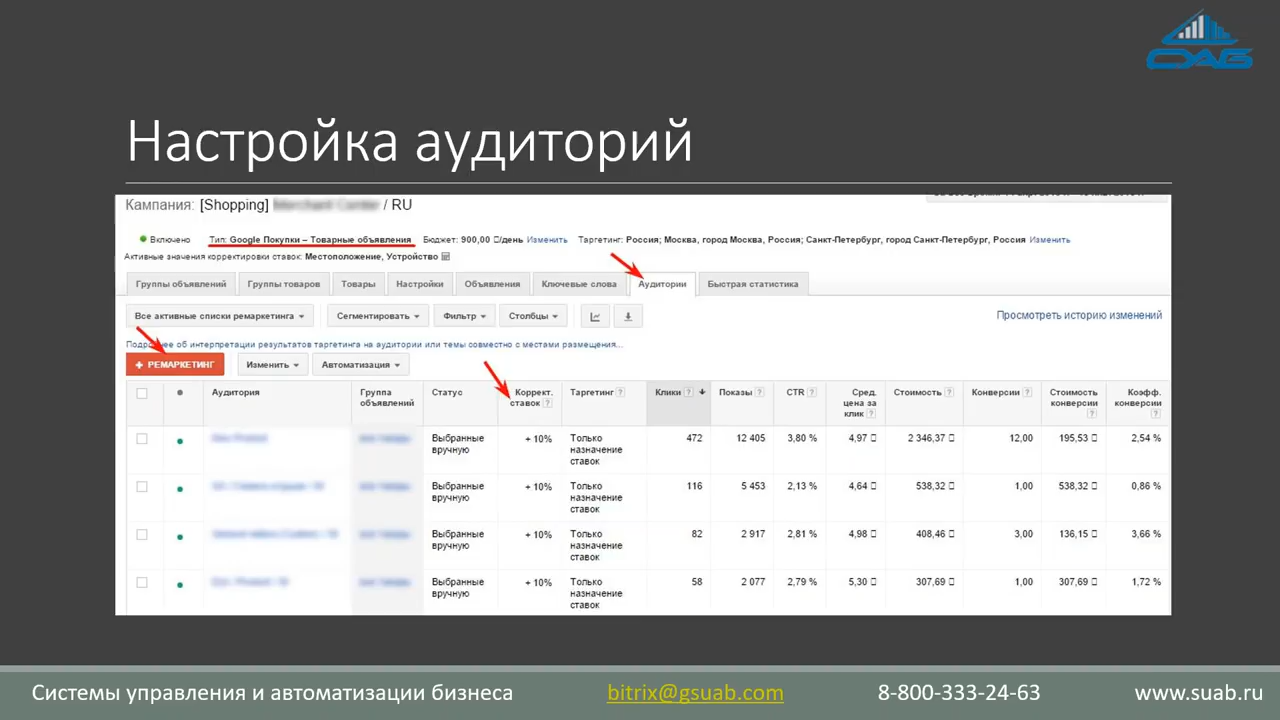 САБ
Настройка аудиторий
Кампания: [Shopping] / RU
Включено Тип: Google Покупки – Товарные объявления Бюджет: 900,00 /день Изменить Таргетинг: Россия; Москва, город Москва, Россия; Санкт-Петербург, город Санкт-Петербург, Россия Изменить
Активные значения корректировки ставок: Местоположение, Устройство
Группы объявлений Группы товаров Товары Настройки Объявления Ключевые слова Аудитории Быстрая статистика
Все активные списки ремаркетинга Сегментировать Фильтр Столбцы Просмотреть историю изменений
Подробнее об интерпретации результатов таргетинга на аудитории или темы совместно с местами размещения...
+ РЕМАРКЕТИНГ Изменить Автоматизация
Аудитория Группа объявлений Статус Коррект. ставок ? Таргетинг ? Клики ? Показы ? CTR ? Сред. цена за клик ? Стоимость ? Конверсии ? Стоимость конверсии ? Коэфф. конверсии ?
Выбранные вручную + 10% Только назначение ставок 472 12 405 3,80 % 4,97 2 346,37 12,00 195,53 2,54 %
Выбранные вручную + 10% Только назначение ставок 116 5 453 2,13 % 4,64 538,32 1,00 538,32 0,86 %
Выбранные вручную + 10% Только назначение ставок 82 2 917 2,81 % 4,98 408,46 3,00 136,15 3,66 %
Выбранные вручную + 10% Только назначение ставок 58 2 077 2,79 % 5,30 307,69 1,00 307,69 1,72 %
Системы управления и автоматизации бизнеса bitrix@gsuab.com 8-800-333-24-63 www.suab.ru